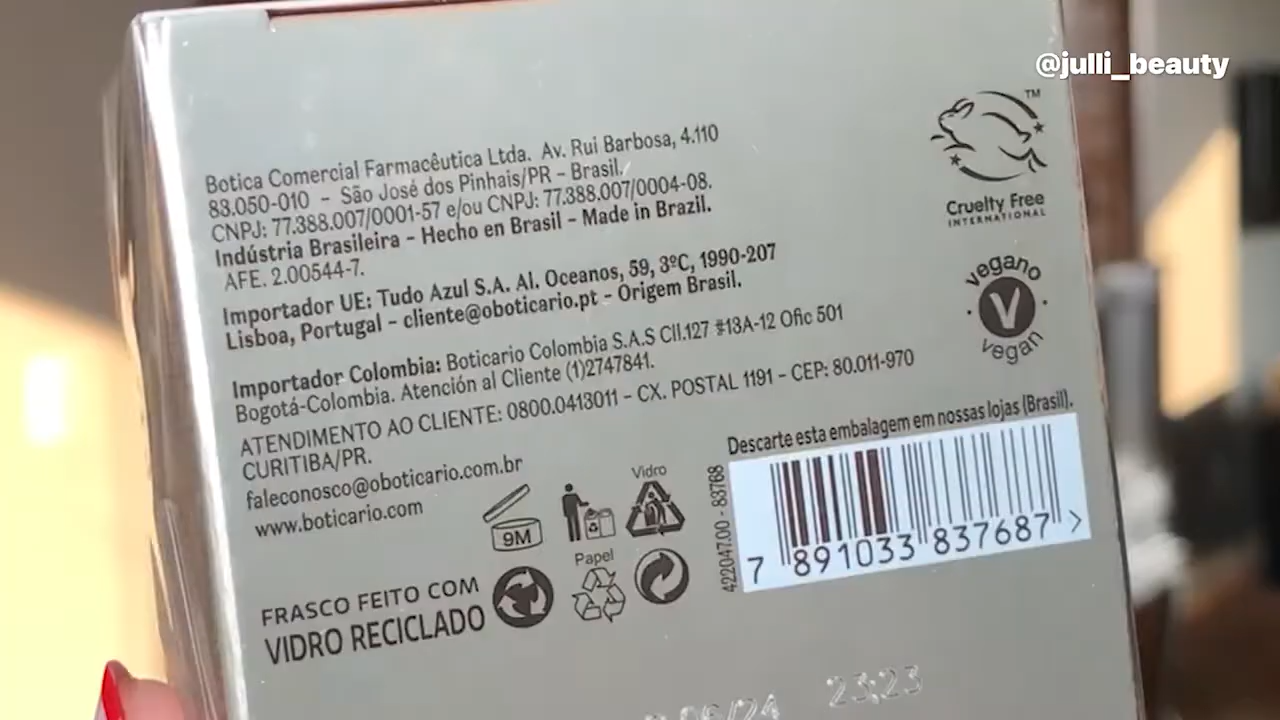 @julli_beauty
Botica Comercial Farmacêutica Ltda. Av. Rui Barbosa, 4.110
83.050-010 - São José dos Pinhais/PR - Brasil.
CNPJ: 77.388.007/0001-57 e/ou CNPJ: 77.388.007/0004-08.
Indústria Brasileira - Hecho en Brasil - Made in Brazil.
AFE. 2.00544-7.
Importador UE: Tudo Azul S.A. Al. Oceanos, 59, 3ºC, 1990-207
Lisboa, Portugal - cliente@oboticario.pt - Origem Brasil.
Importador Colombia: Boticario Colombia S.A.S Cll.127 #13A-12 Ofic 501
Bogotá-Colombia. Atención al Cliente (1)2747841.
ATENDIMENTO AO CLIENTE: 0800.0413011 - CX. POSTAL 1191 - CEP: 80.011-970
CURITIBA/PR.
faleconosco@oboticario.com.br
www.boticario.com
9M
Vidro
Papel
FRASCO FEITO COM
VIDRO RECICLADO
TM
Cruelty Free
INTERNATIONAL
vegano
V
vegan
Descarte esta embalagem em nossas lojas (Brasil).
422047.00 - 83768
7 891033 837687 >
23:23